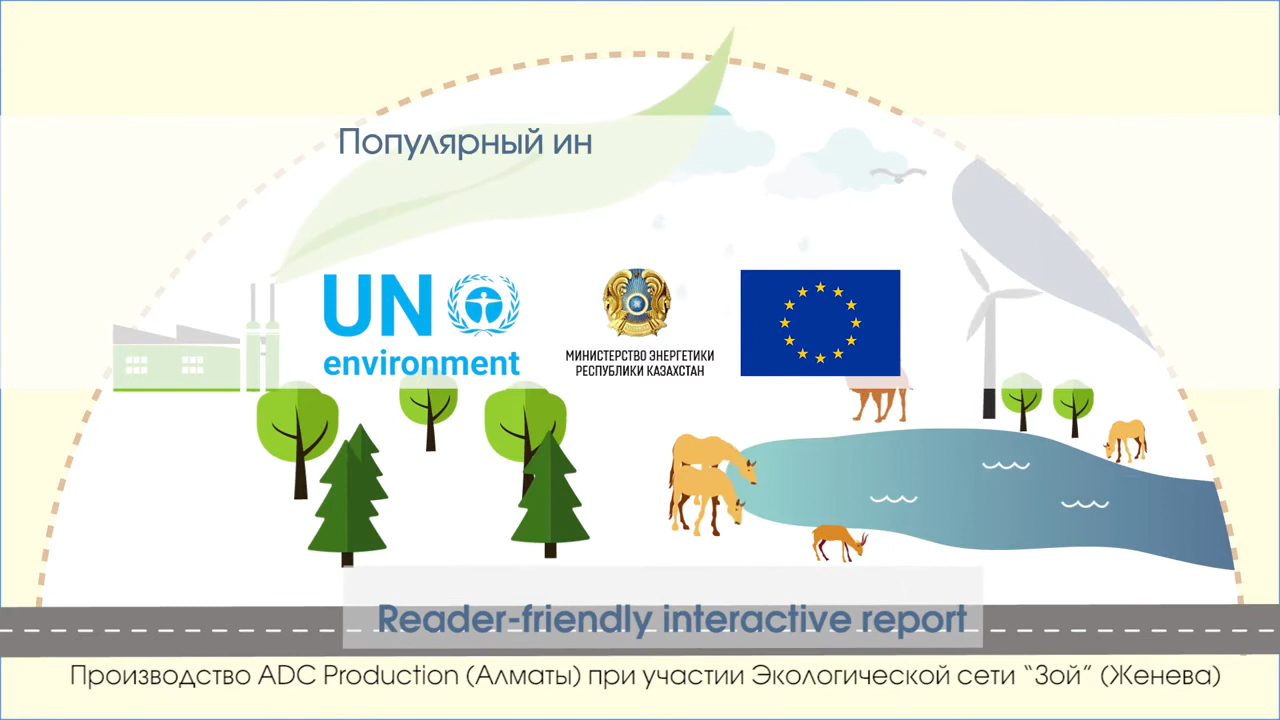 Популярный ин
UN
environment
МИНИСТЕРСТВО ЭНЕРГЕТИКИ
РЕСПУБЛИКИ КАЗАХСТАН
Reader-friendly interactive report
Производство ADC Production (Алматы) при участии Экологической сети “Зой” (Женева)